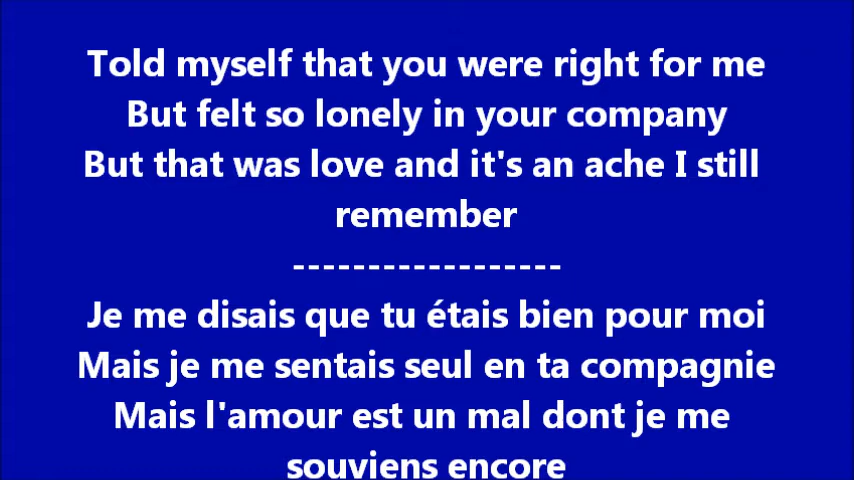 Told myself that you were right for me
But felt so lonely in your company
But that was love and it's an ache I still
remember
------------------
Je me disais que tu étais bien pour moi
Mais je me sentais seul en ta compagnie
Mais l'amour est un mal dont je me
souviens encore